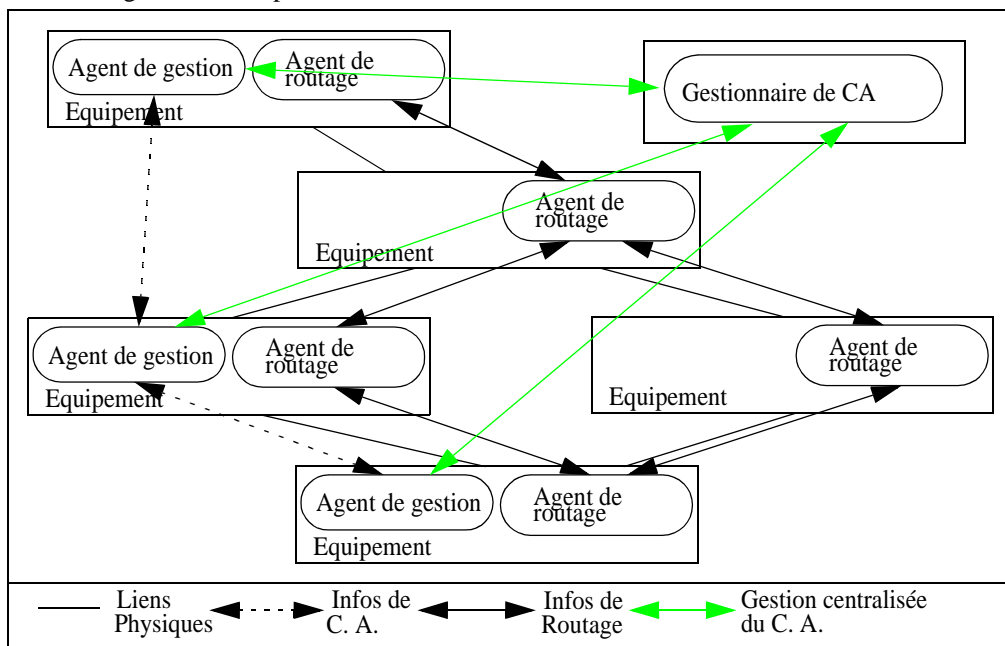 Agent de gestion
Agent de
routage
Equipement
Gestionnaire de CA
Agent de
routage
Equipement
Agent de gestion
Agent de
routage
Equipement
Agent de
routage
Equipement
Agent de gestion
Agent de
routage
Equipement
Liens
Physiques
Infos de
C. A.
Infos de
Routage
Gestion centralisée
du C. A.